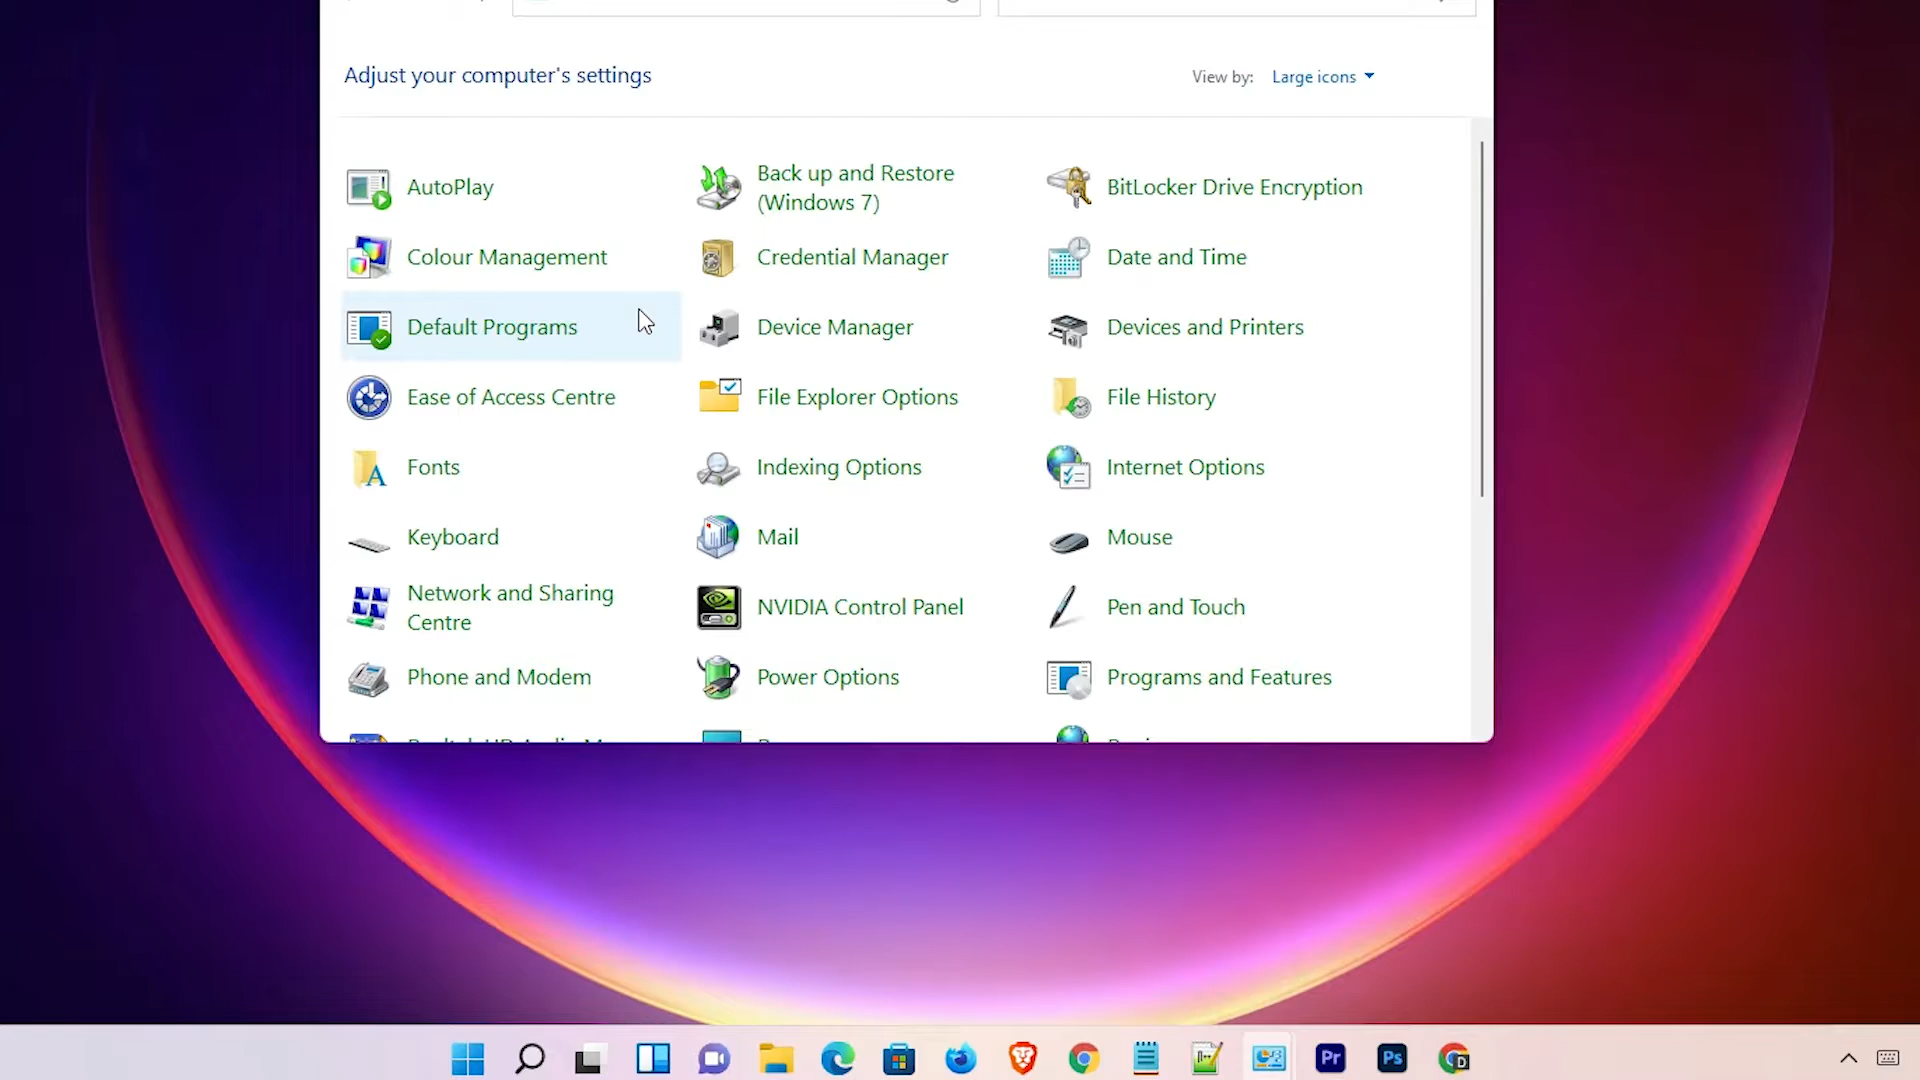 Adjust your computer's settings
View by: Large icons
AutoPlay
Back up and Restore
(Windows 7)
BitLocker Drive Encryption
Colour Management
Credential Manager
Date and Time
Default Programs
Device Manager
Devices and Printers
Ease of Access Centre
File Explorer Options
File History
Fonts
Indexing Options
Internet Options
Keyboard
Mail
Mouse
Network and Sharing
Centre
NVIDIA Control Panel
Pen and Touch
Phone and Modem
Power Options
Programs and Features
Pr
Ps
D